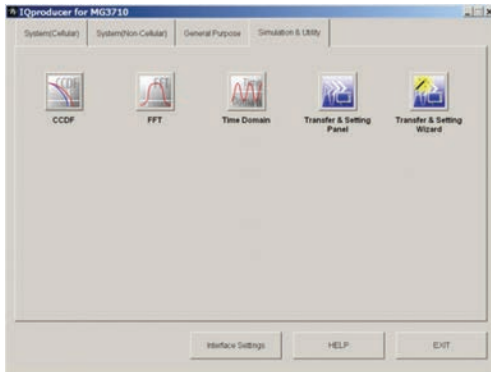 IQproducer for MG3710
System(Cellular) System(Non-Cellular) General Purpose Simulation & Utility
CCDF FFT Time Domain Transfer & Setting Panel Transfer & Setting Wizard
Interface Settings HELP EXIT